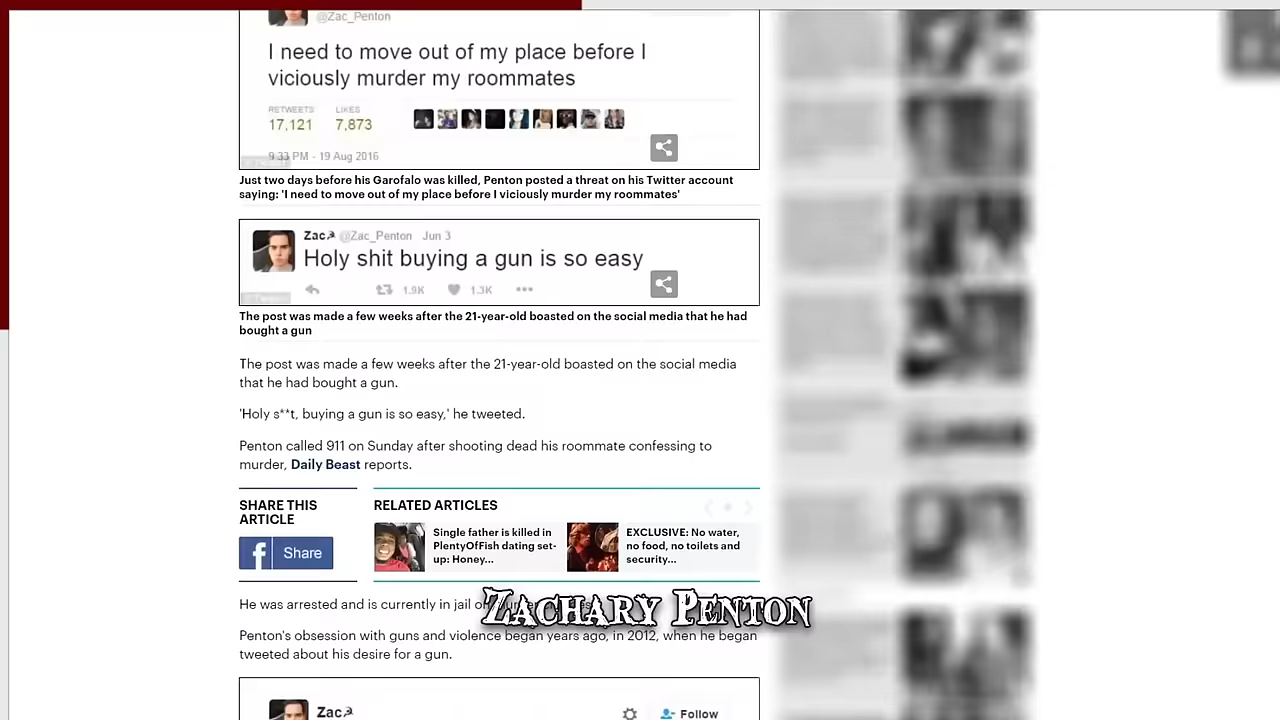 @Zac_Penton
I need to move out of my place before I
viciously murder my roommates
RETWEETS LIKES
17,121 7,873
9:33 PM - 19 Aug 2016
Just two days before his Garofalo was killed, Penton posted a threat on his Twitter account
saying: 'I need to move out of my place before I viciously murder my roommates'
Zac @Zac_Penton Jun 3
Holy shit buying a gun is so easy
1.9K 1.3K
The post was made a few weeks after the 21-year-old boasted on the social media that he had
bought a gun
The post was made a few weeks after the 21-year-old boasted on the social media
that he had bought a gun.
'Holy s**t, buying a gun is so easy,' he tweeted.
Penton called 911 on Sunday after shooting dead his roommate confessing to
murder, Daily Beast reports.
SHARE THIS
ARTICLE
f Share
RELATED ARTICLES
Single father is killed in
PlentyOfFish dating set-
up: Honey...
EXCLUSIVE: No water,
no food, no toilets and
security...
He was arrested and is currently in jail
Zachary Penton
Penton's obsession with guns and violence began years ago, in 2012, when he began
tweeted about his desire for a gun.
Zac
Follow